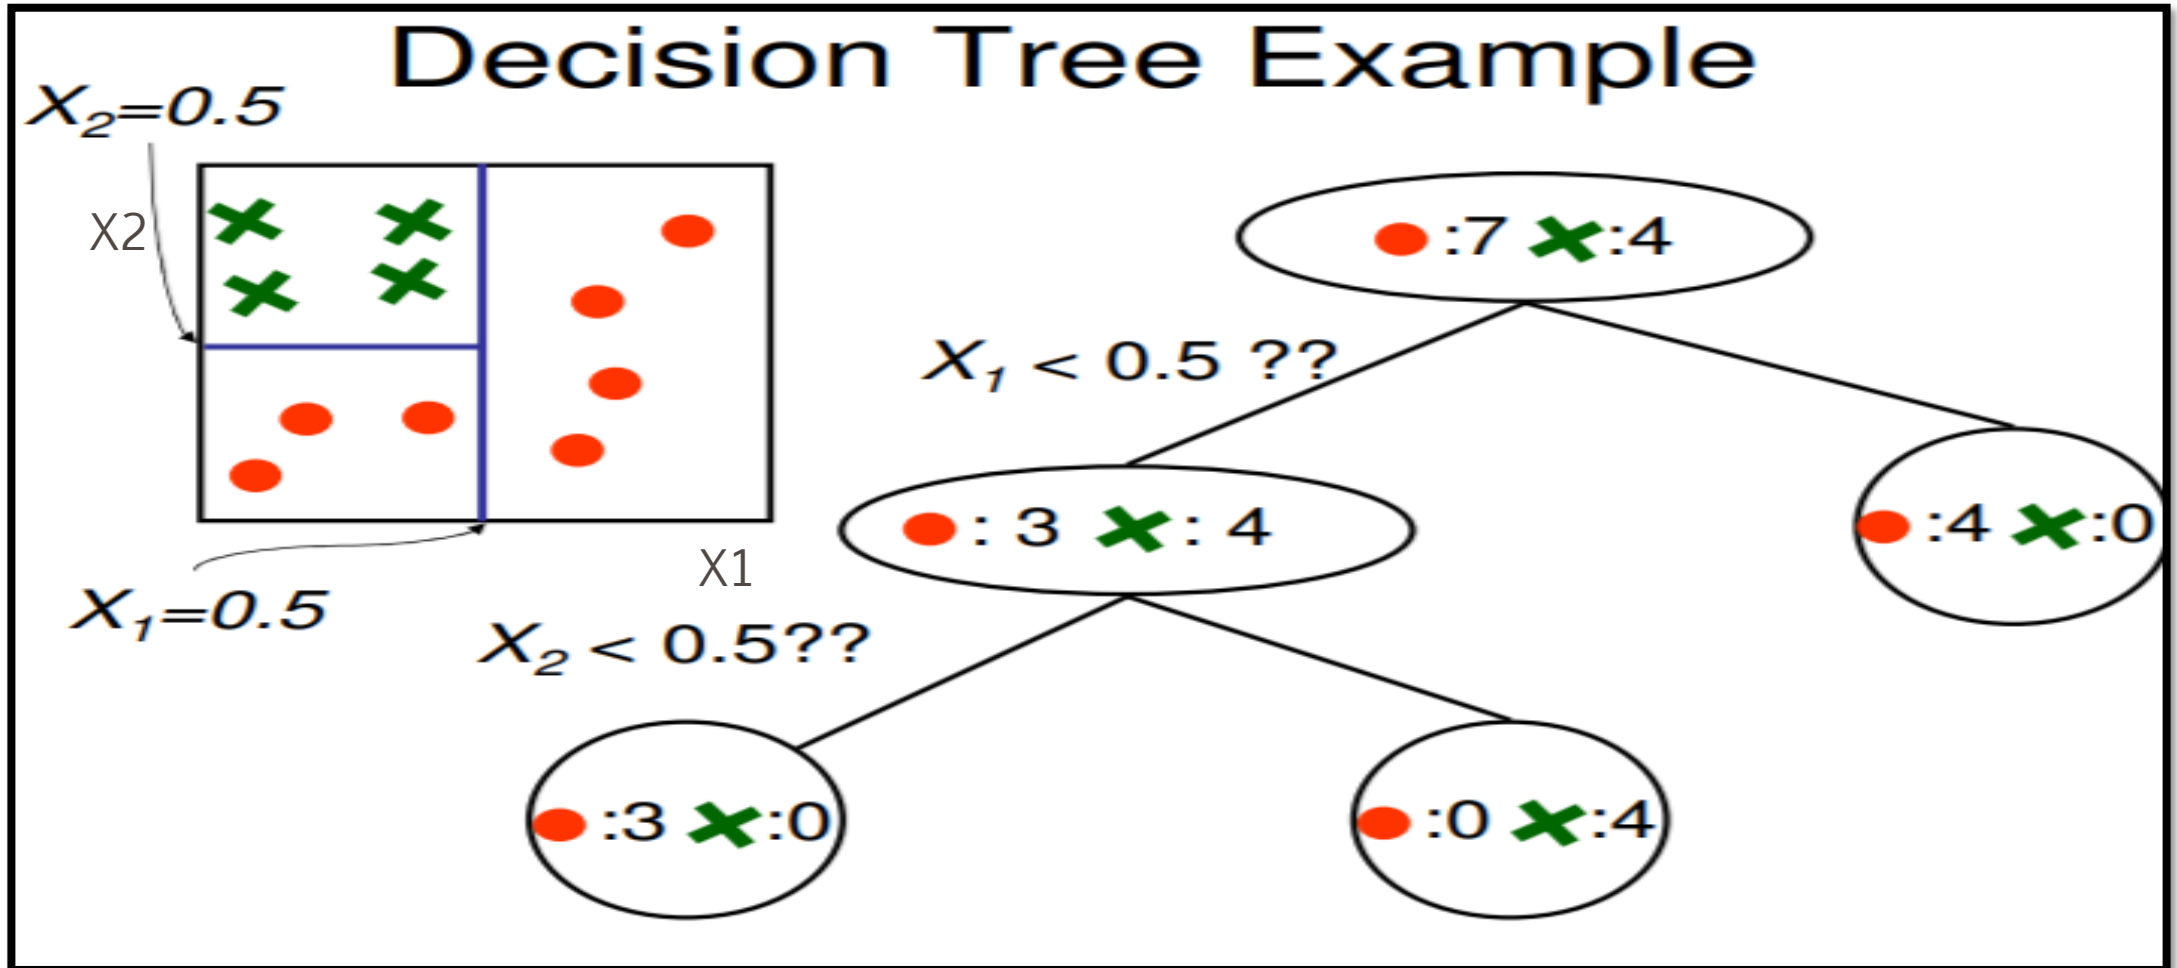 Decision Tree Example
X₂=0.5
X2
X1
X₁=0.5
:7 :4
X₁ < 0.5 ??
: 3 : 4
:4 :0
X₂ < 0.5??
:3 :0
:0 :4